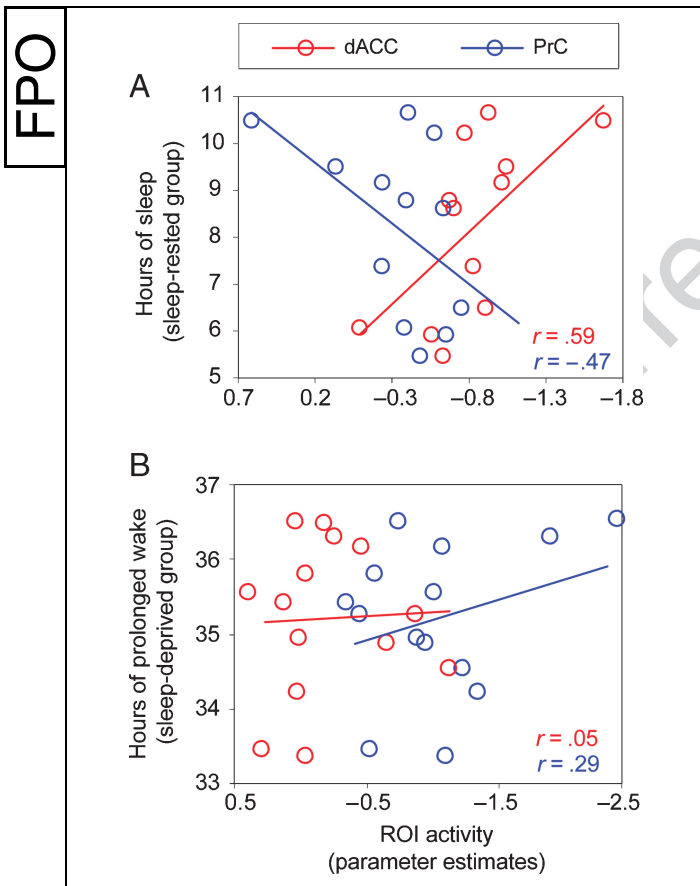 FPO
dACC PrC
A
11
10
9
8
7
6
5
Hours of sleep
(sleep-rested group)
r = .59
r = –.47
0.7 0.2 –0.3 –0.8 –1.3 –1.8
re
B
37
36
35
34
33
Hours of prolonged wake
(sleep-deprived group)
r = .05
r = .29
0.5 –0.5 –1.5 –2.5
ROI activity
(parameter estimates)